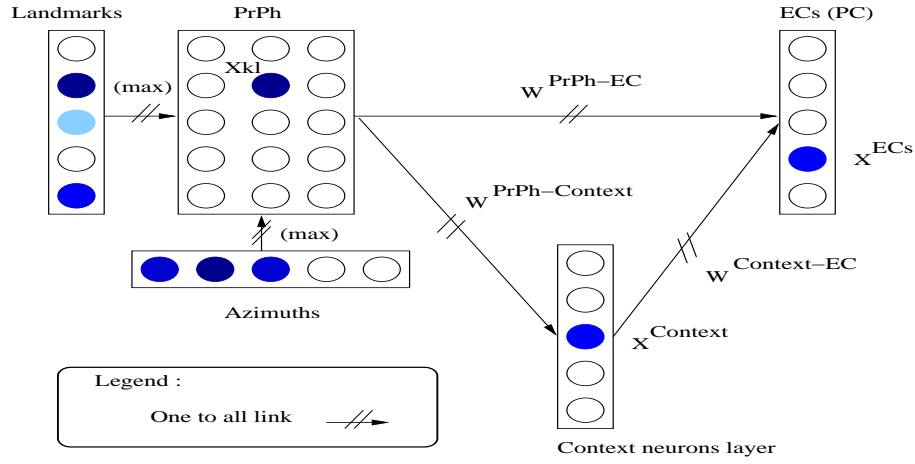 Landmarks
PrPh
ECs (PC)
Xkl
(max)
W PrPh−EC
X ECs
W PrPh−Context
(max)
W Context−EC
Azimuths
X Context
Legend :
One to all link
Context neurons layer